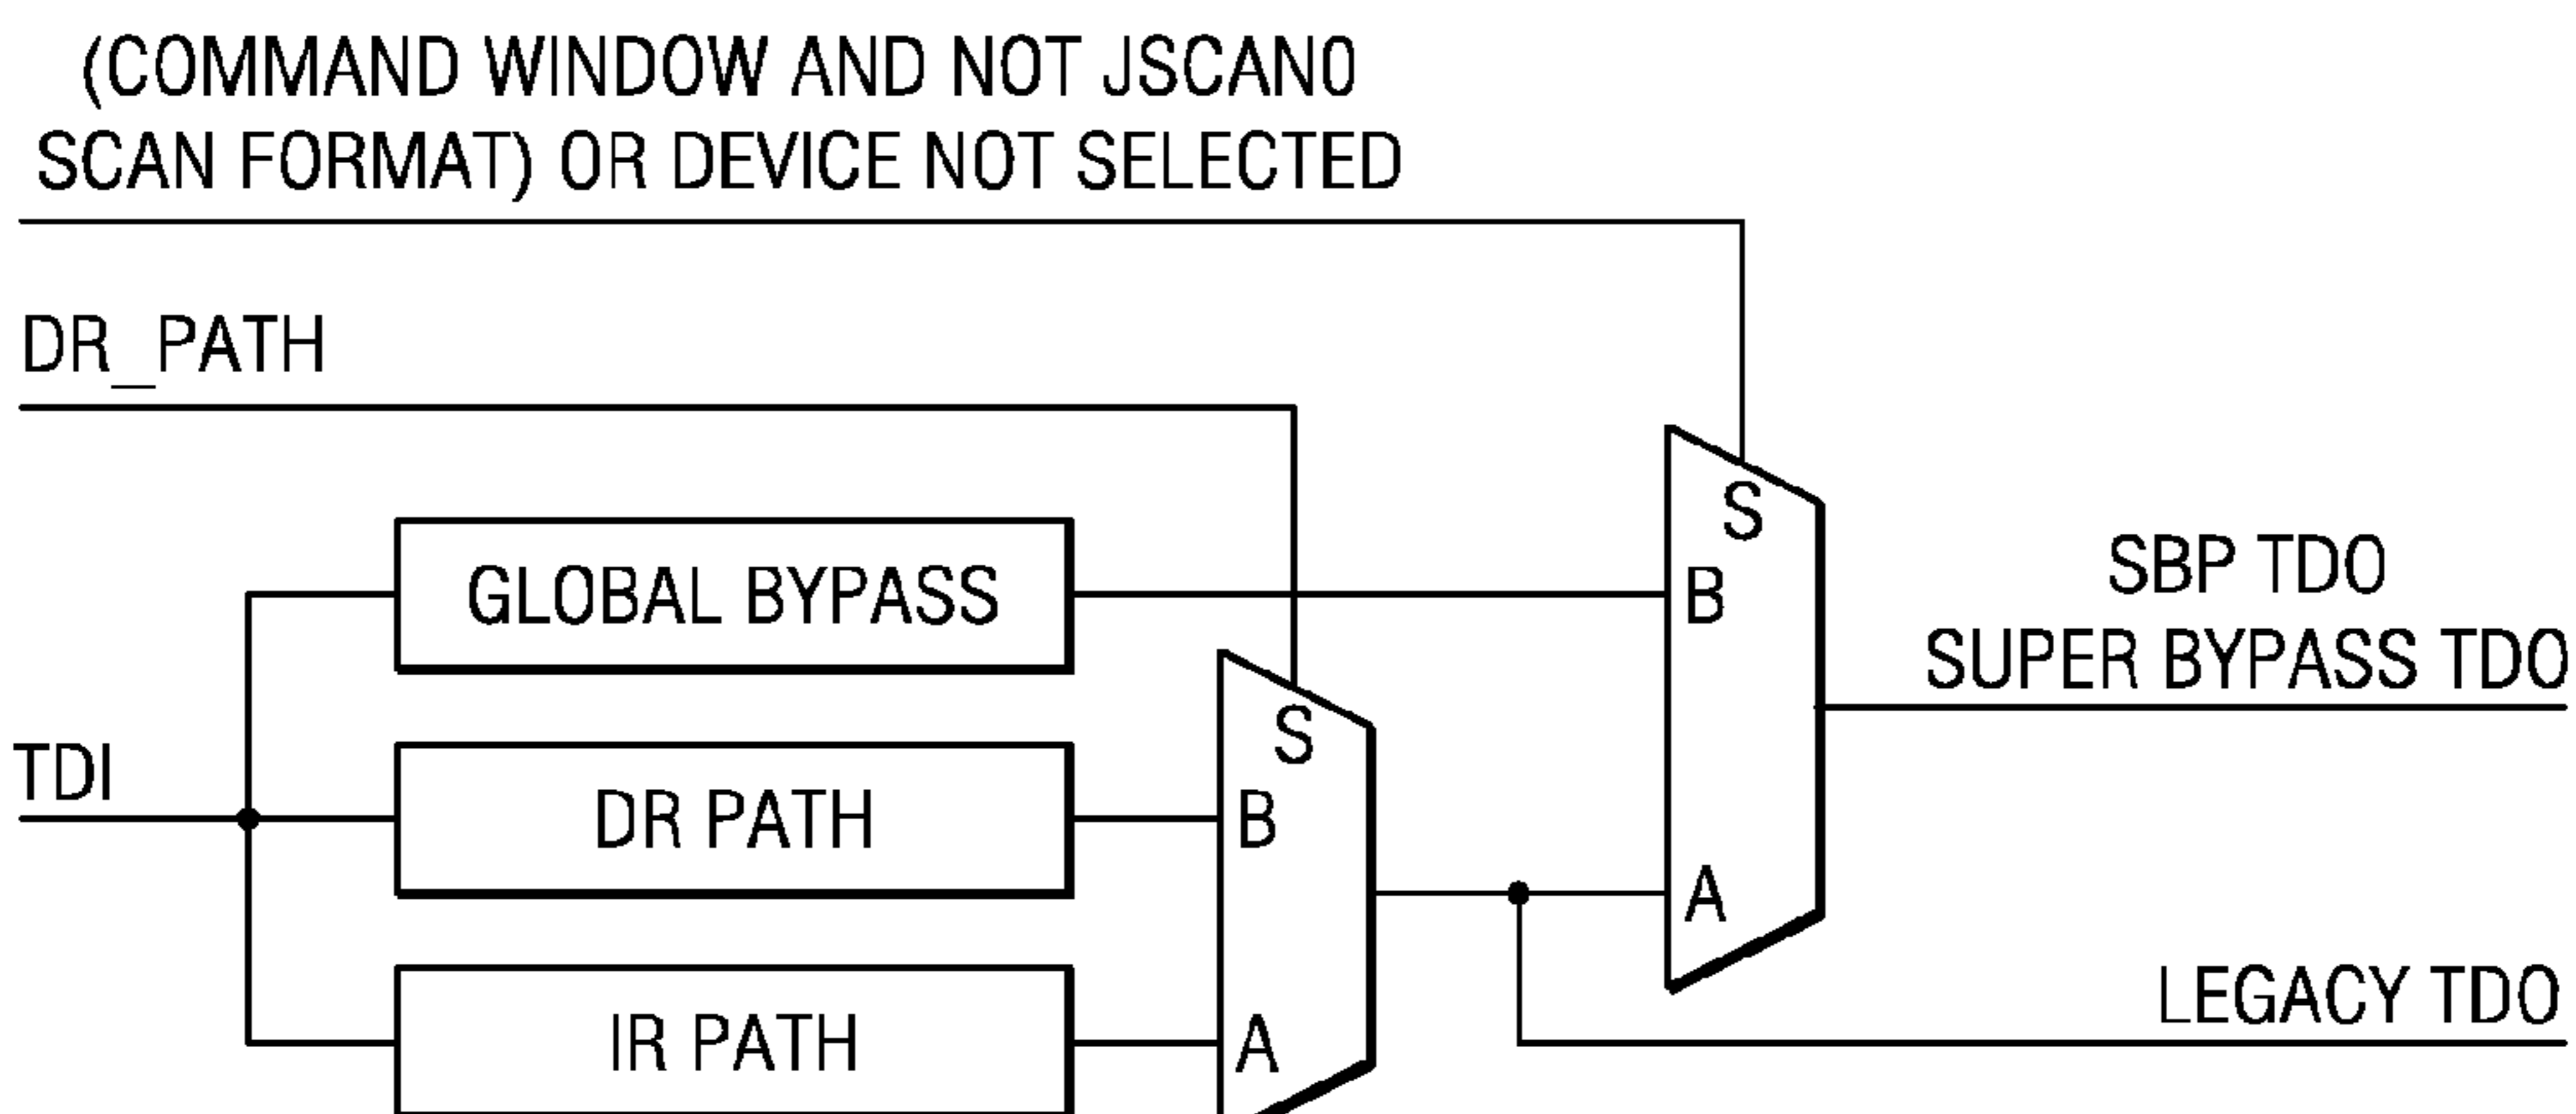 (COMMAND WINDOW AND NOT JSCAN0
SCAN FORMAT) OR DEVICE NOT SELECTED
DR_PATH
S
GLOBAL BYPASS
B
SBP TDO
SUPER BYPASS TDO
S
TDI
DR PATH
B
A
LEGACY TDO
IR PATH
A